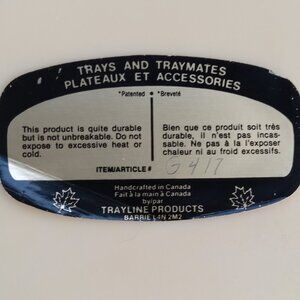 TRAYS AND TRAYMATES
PLATEAUX ET ACCESSORIES
*Patented • *Breveté
This product is quite durable
but is not unbreakable. Do not
expose to excessive heat or
cold.
Bien que ce produit soit très
durable, il n'est pas incas-
sable. Ne pas à la l'exposer
chaleur ni au froid excessifs.
ITEM/ARTICLE #
Handcrafted in Canada
Fait à la main à Canada
by/par
TRAYLINE PRODUCTS
BARRIE L4N 2M2